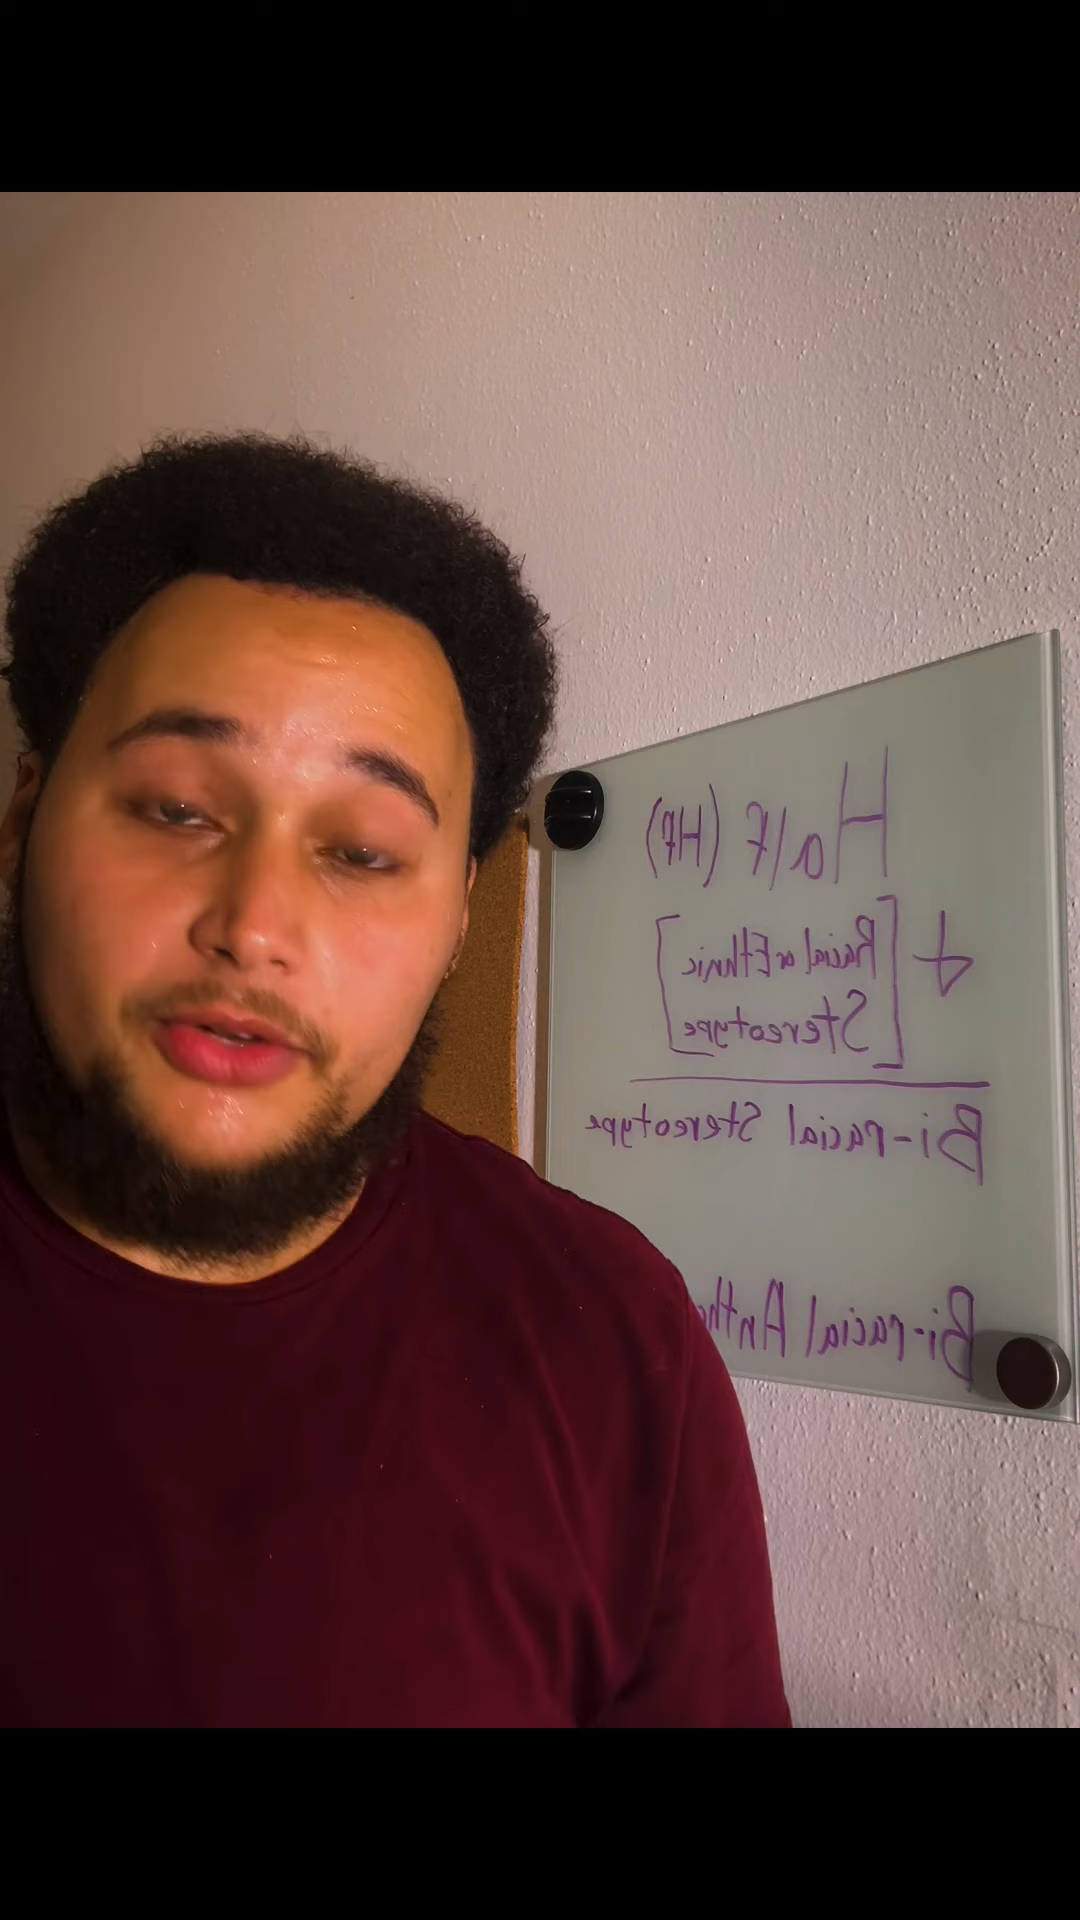 Half (HF)
+ [Racial or Ethnic
Stereotype]
Bi-racial Stereotype
Bi-racial